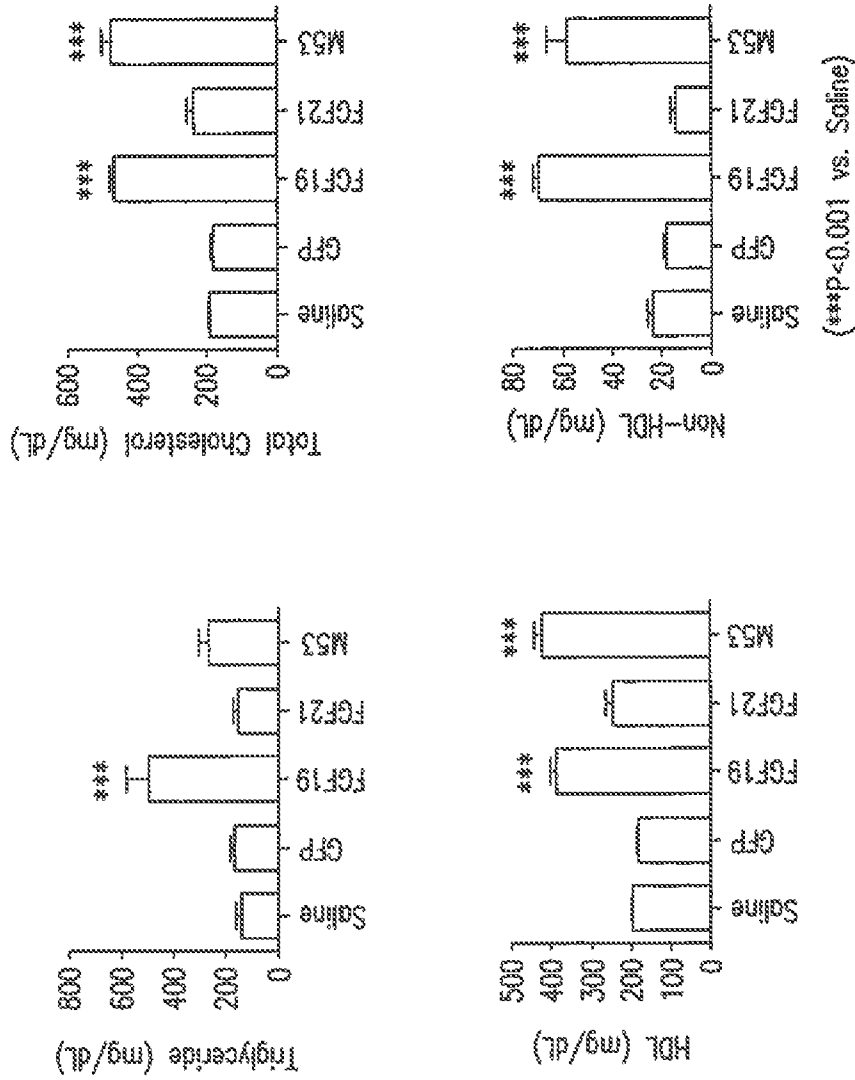 Triglyceride (mg/dL)
800
600
400
200
0
Saline
GFP
FGF19
FGF21
M53
***
Total Cholesterol (mg/dL)
600
400
200
0
Saline
GFP
FGF19
FGF21
M53
***
***
HDL (mg/dL)
500
400
300
200
100
0
Saline
GFP
FGF19
FGF21
M53
***
***
Non-HDL (mg/dL)
80
60
40
20
0
Saline
GFP
FGF19
FGF21
M53
***
***
(***P<0.001 vs. Saline)